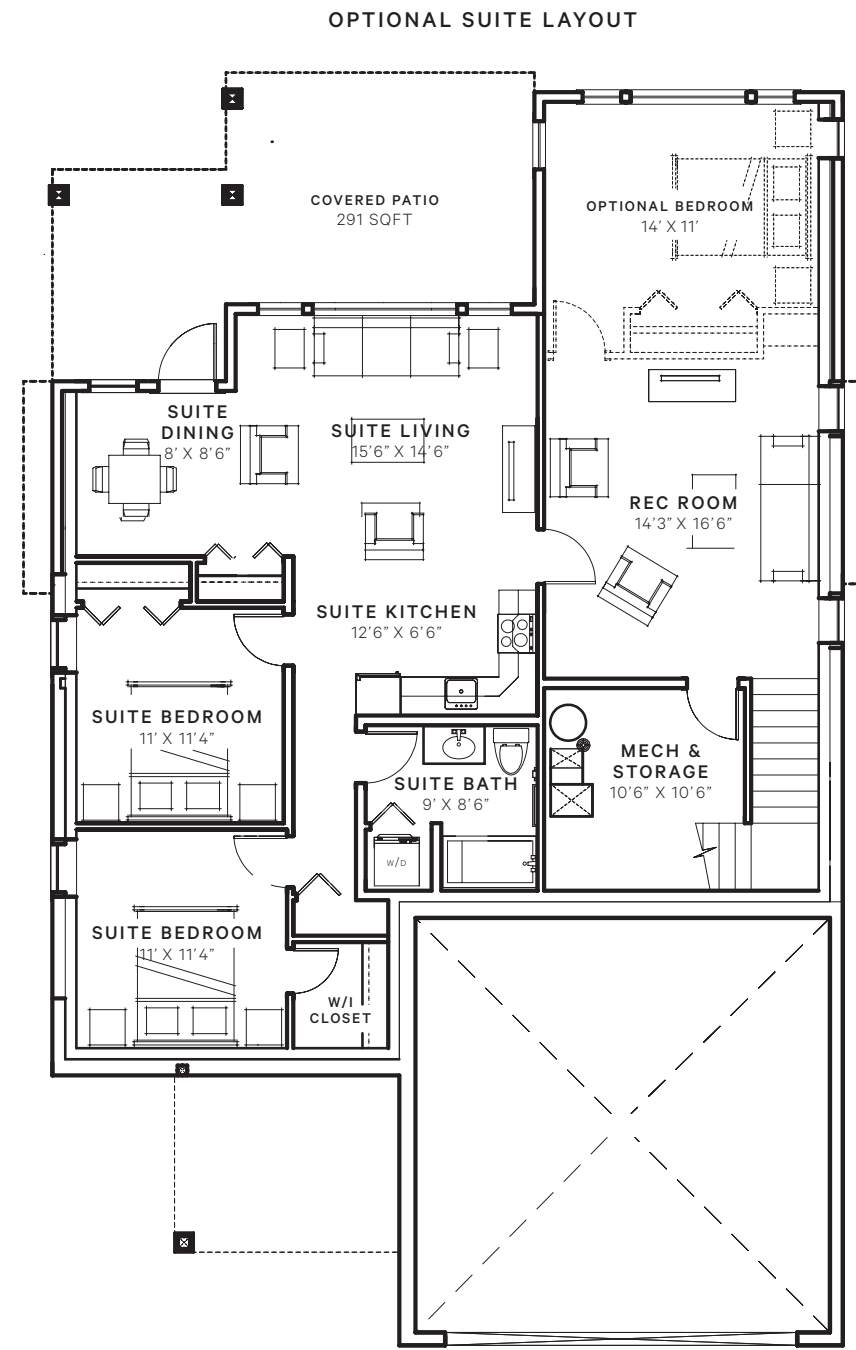 OPTIONAL SUITE LAYOUT
COVERED PATIO
291 SQFT
OPTIONAL BEDROOM
14' X 11'
SUITE
DINING
8' X 8'6"
SUITE LIVING
15'6" X 14'6"
REC ROOM
14'3" X 16'6"
SUITE KITCHEN
12'6" X 6'6"
SUITE BEDROOM
11' X 11'4"
MECH &
STORAGE
10'6" X 10'6"
SUITE BATH
9' X 8'6"
W/D
SUITE BEDROOM
11' X 11'4"
W/I
CLOSET